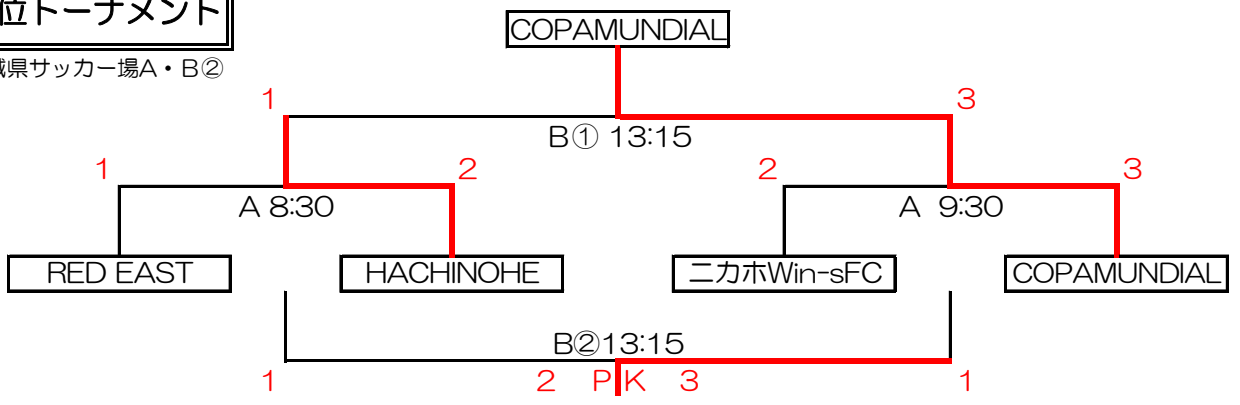 位トーナメント
COPAMUNDIAL
城県サッカー場A・B②
1
3
B① 13:15
1
2
2
3
A 8:30
A 9:30
RED EAST
HACHINOHE
ニカホWin-sFC
COPAMUNDIAL
B②13:15
1
2 PK 3
1